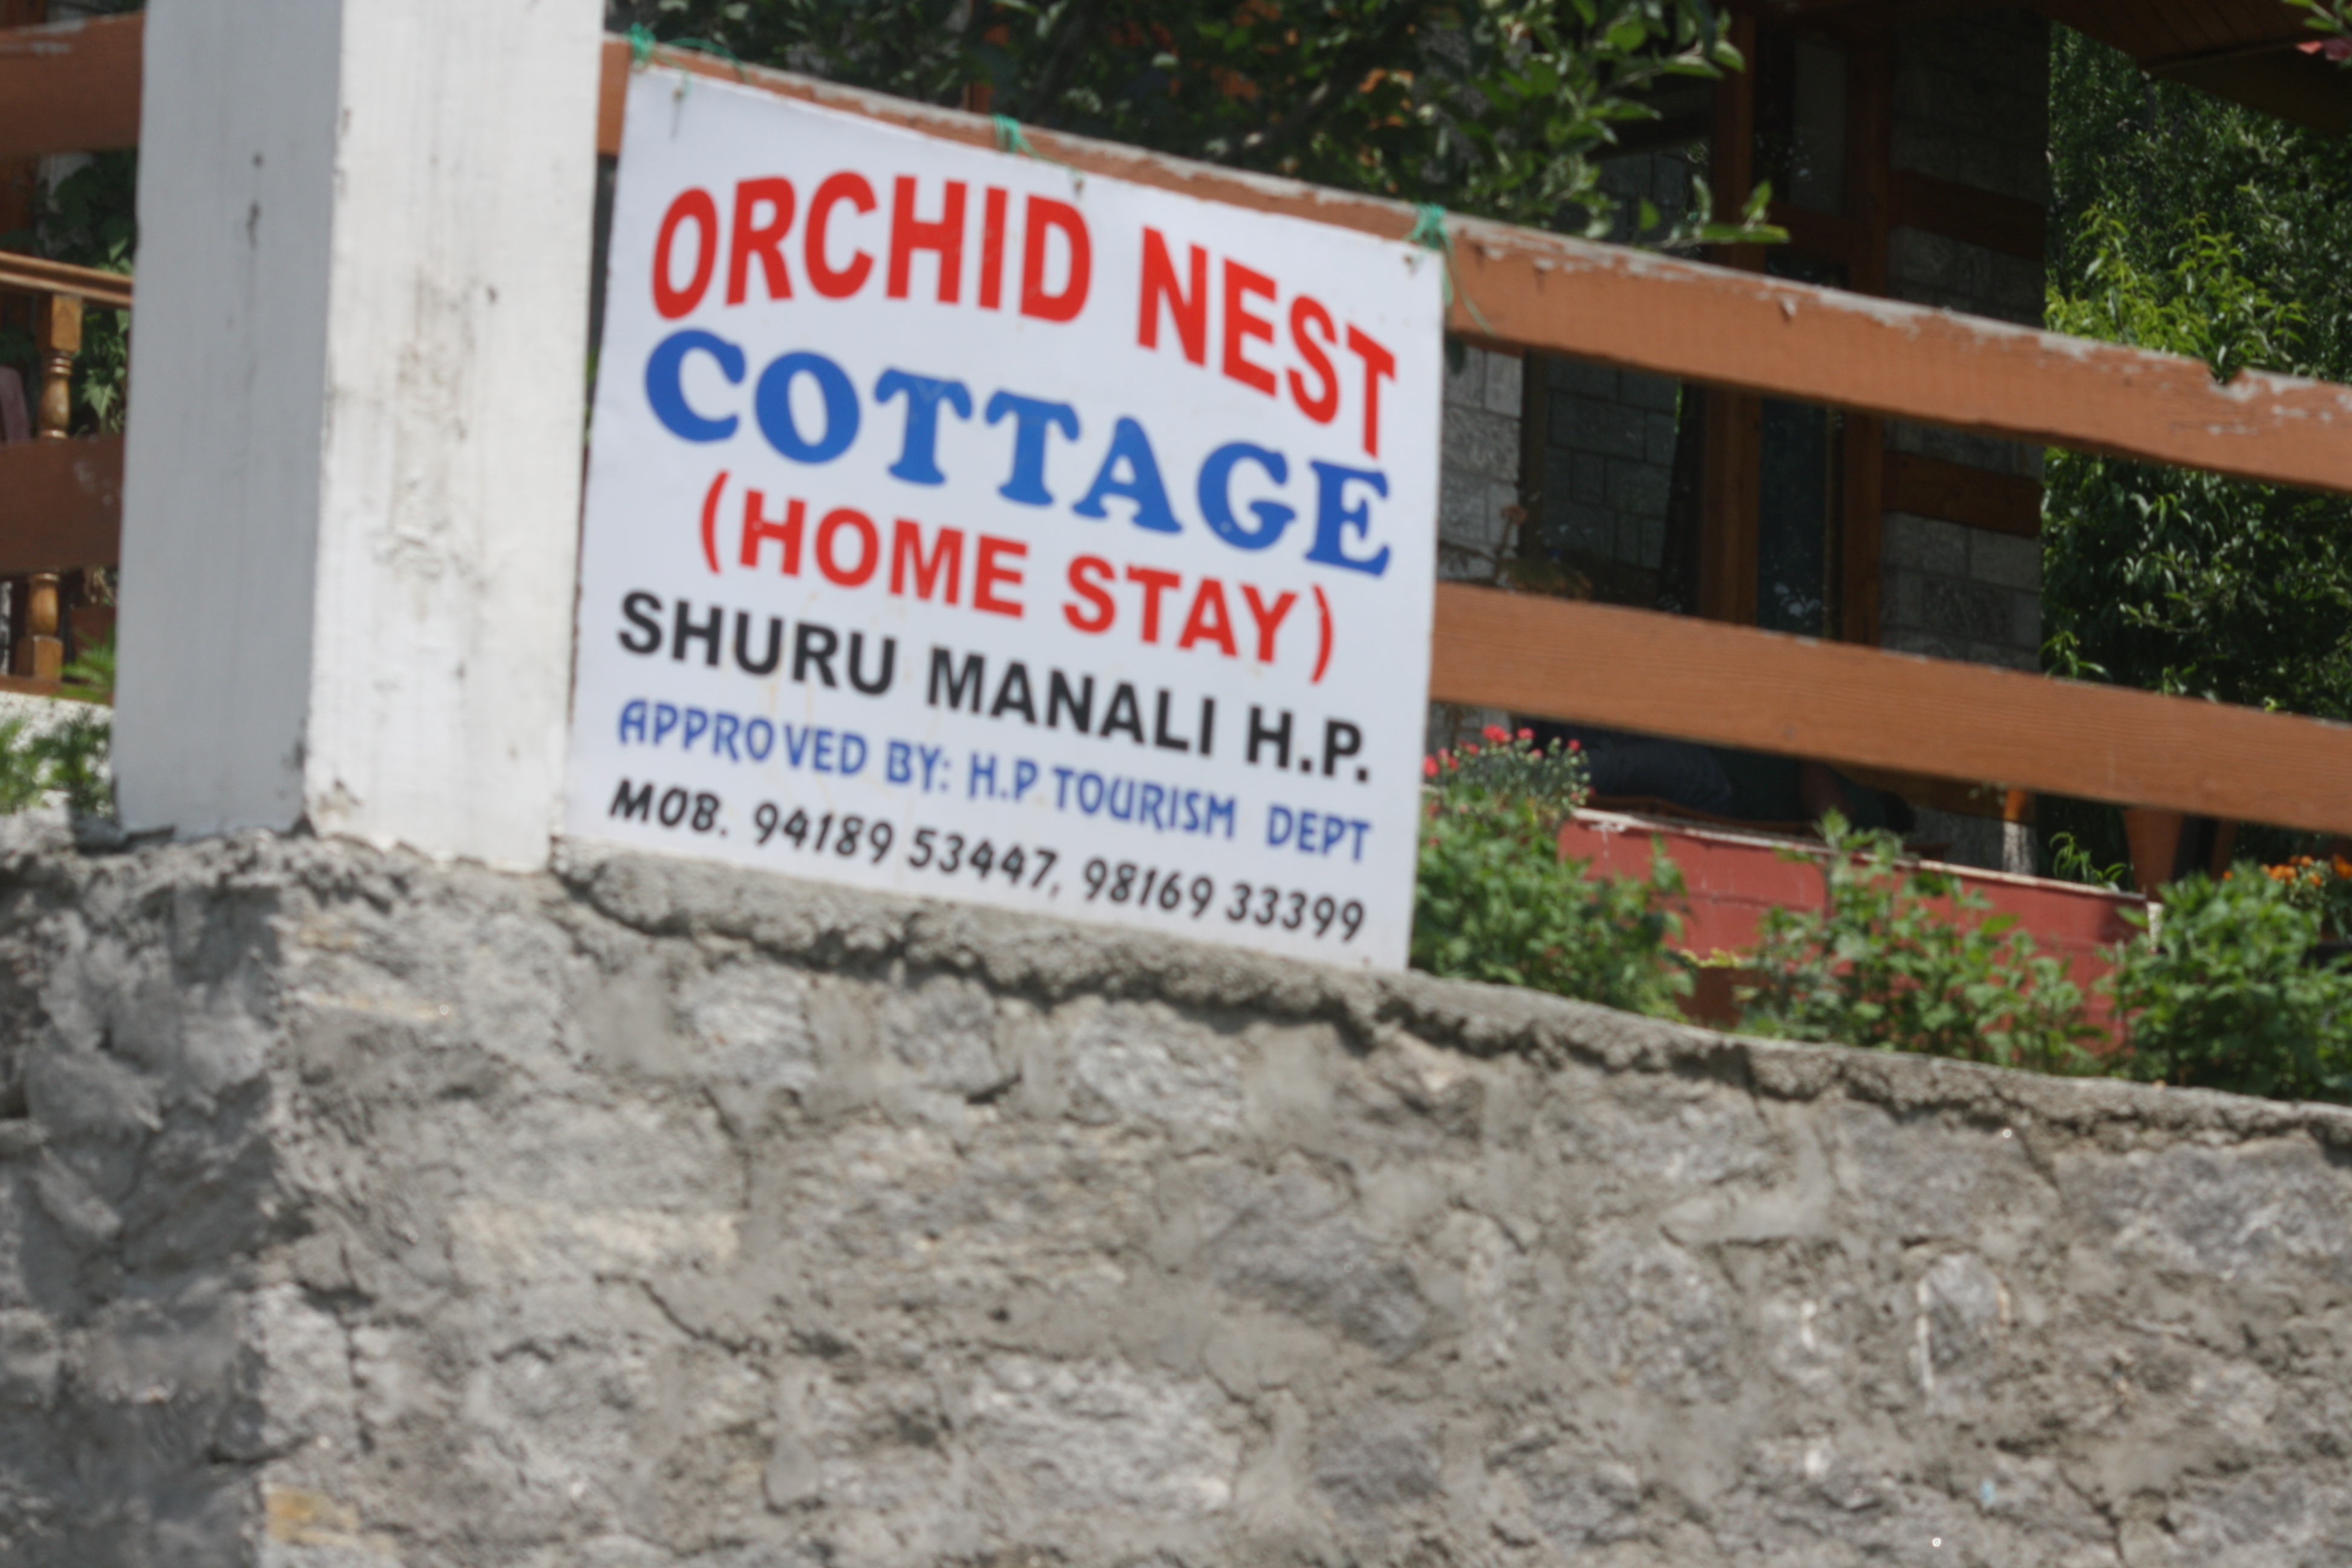 ORCHID NEST
COTTAGE
(HOME STAY)
SHURU MANALI H.P.
APPROVED BY: H.P TOURISM DEPT
MOB. 94189 53447, 98169 33399